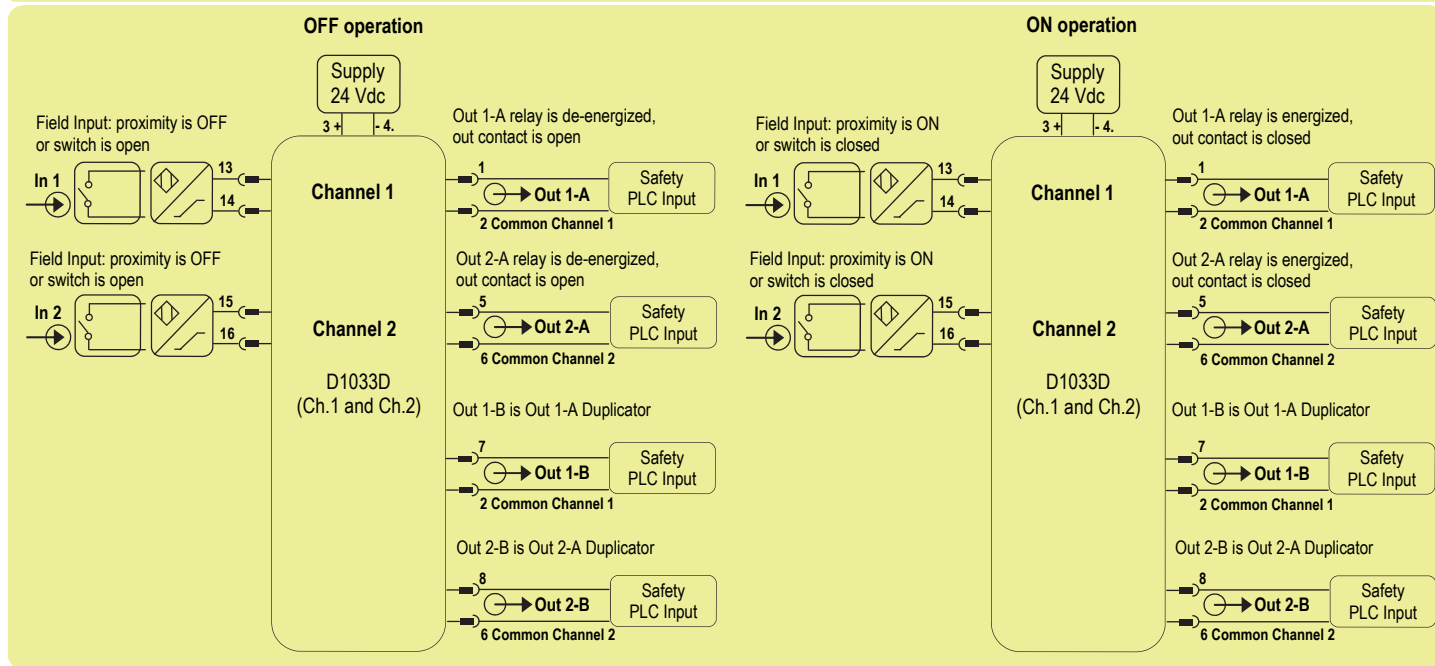 OFF operation
Supply
24 Vdc
3 +
- 4.
Field Input: proximity is OFF
or switch is open
In 1
13
14
Channel 1
Out 1-A relay is de-energized,
out contact is open
1
Out 1-A
2 Common Channel 1
Safety
PLC Input
Field Input: proximity is OFF
or switch is open
In 2
15
16
Channel 2
D1033D
(Ch.1 and Ch.2)
Out 2-A relay is de-energized,
out contact is open
5
Out 2-A
6 Common Channel 2
Safety
PLC Input
Out 1-B is Out 1-A Duplicator
7
Out 1-B
2 Common Channel 1
Safety
PLC Input
Out 2-B is Out 2-A Duplicator
8
Out 2-B
6 Common Channel 2
Safety
PLC Input
ON operation
Supply
24 Vdc
3 +
- 4.
Field Input: proximity is ON
or switch is closed
In 1
13
14
Channel 1
Out 1-A relay is energized,
out contact is closed
1
Out 1-A
2 Common Channel 1
Safety
PLC Input
Field Input: proximity is ON
or switch is closed
In 2
15
16
Channel 2
D1033D
(Ch.1 and Ch.2)
Out 2-A relay is energized,
out contact is closed
5
Out 2-A
6 Common Channel 2
Safety
PLC Input
Out 1-B is Out 1-A Duplicator
7
Out 1-B
2 Common Channel 1
Safety
PLC Input
Out 2-B is Out 2-A Duplicator
8
Out 2-B
6 Common Channel 2
Safety
PLC Input